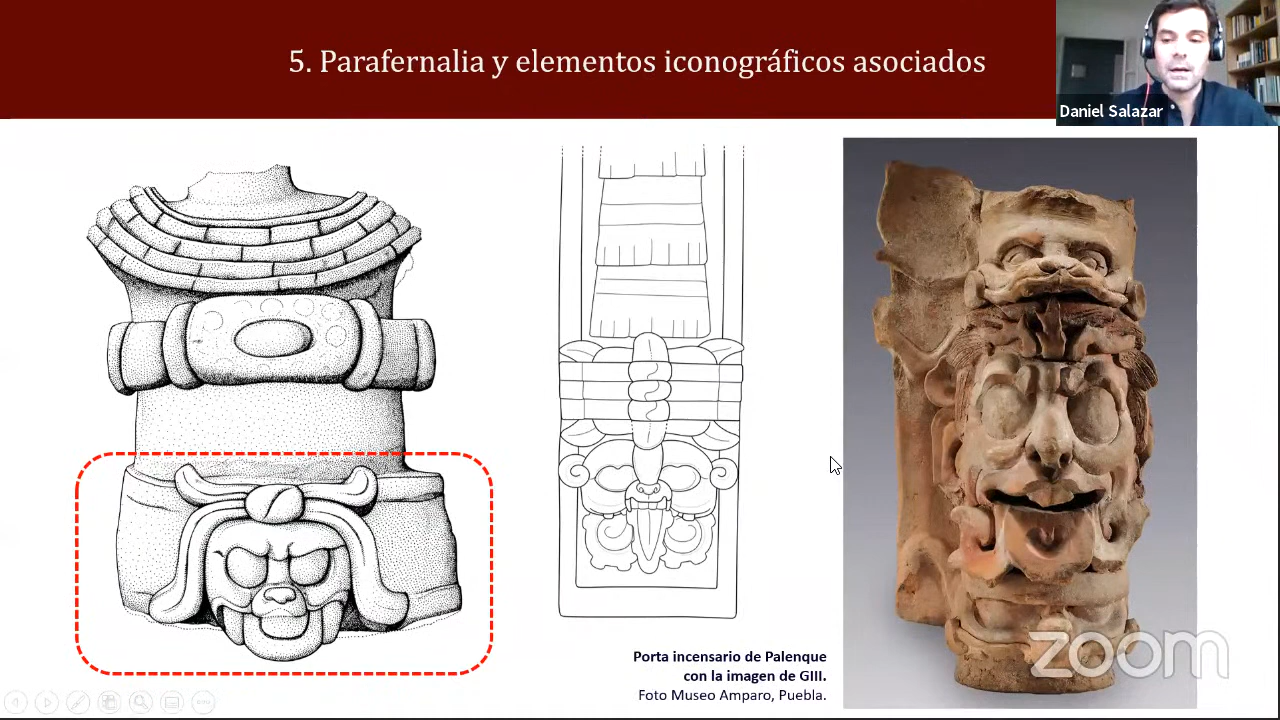 5. Parafernalia y elementos iconográficos asociados
Daniel Salazar
Porta incensario de Palenque
con la imagen de GIII.
Foto Museo Amparo, Puebla.
zoom